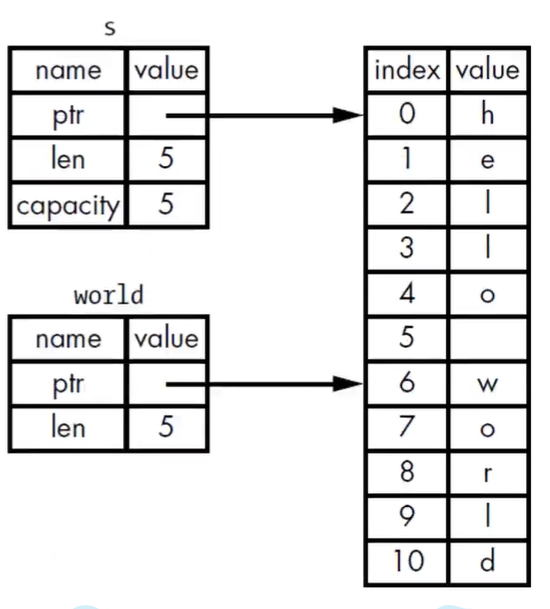 s
name value
ptr
len 5
capacity 5
world
name value
ptr
len 5
index value
0 h
1 e
2 l
3 l
4 o
5
6 w
7 o
8 r
9 l
10 d